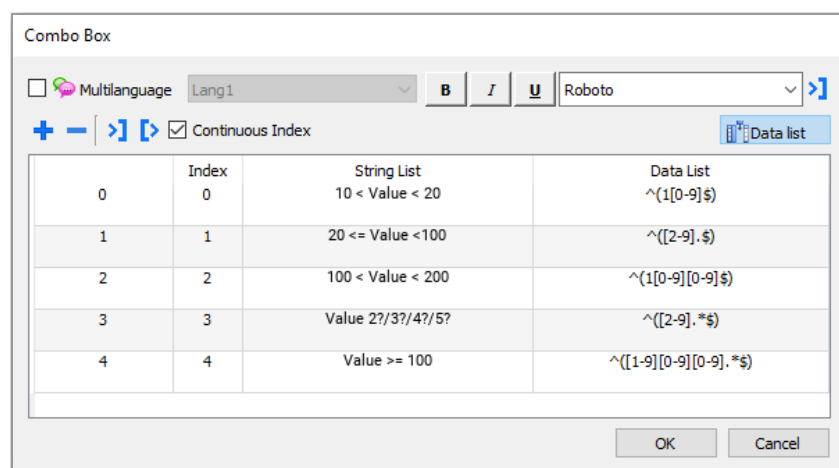 Combo Box
Multilanguage Lang1 B I U Roboto
Continuous Index Data list
Index String List Data List
0 0 10 < Value < 20 ^(1[0-9]$)
1 1 20 <= Value <100 ^([2-9].$)
2 2 100 < Value < 200 ^(1[0-9][0-9]$)
3 3 Value 2?/3?/4?/5? ^([2-9].*$)
4 4 Value >= 100 ^([1-9][0-9][0-9].*$)
OK Cancel